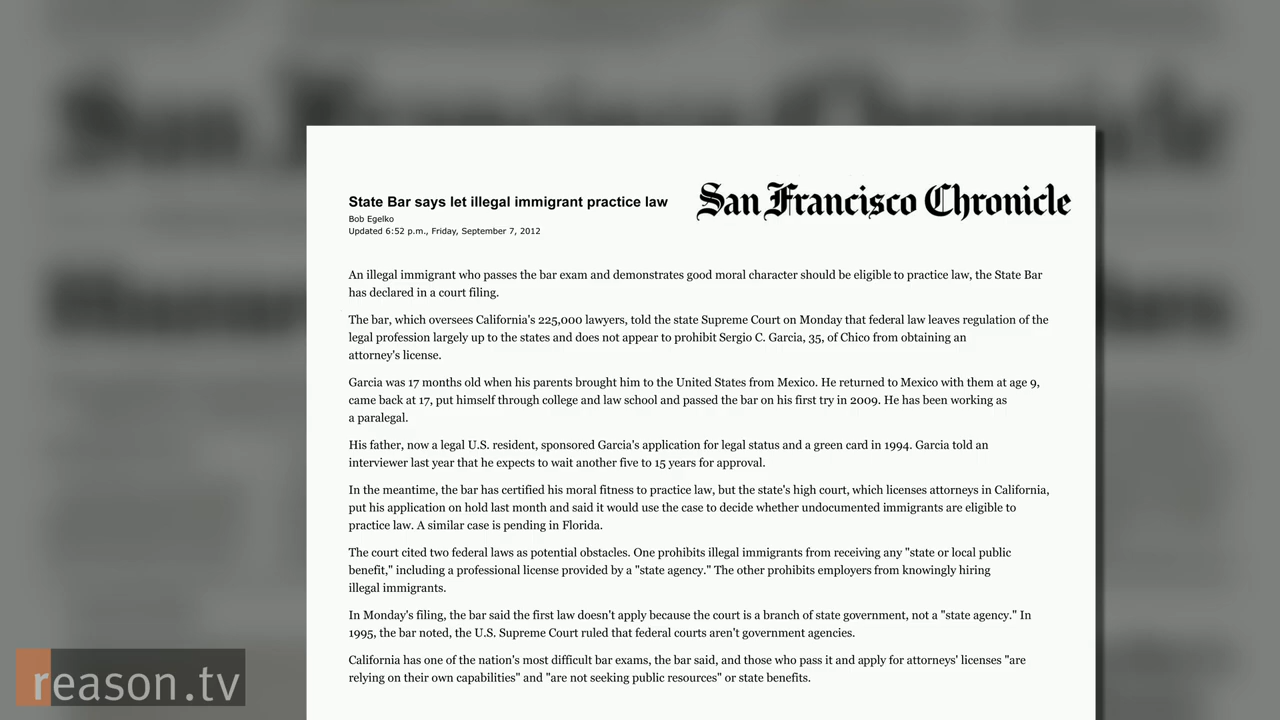 State Bar says let illegal immigrant practice law
San Francisco Chronicle
Bob Egelko
Updated 6:52 p.m., Friday, September 7, 2012
An illegal immigrant who passes the bar exam and demonstrates good moral character should be eligible to practice law, the State Bar
has declared in a court filing.
The bar, which oversees California's 225,000 lawyers, told the state Supreme Court on Monday that federal law leaves regulation of the
legal profession largely up to the states and does not appear to prohibit Sergio C. Garcia, 35, of Chico from obtaining an
attorney's license.
Garcia was 17 months old when his parents brought him to the United States from Mexico. He returned to Mexico with them at age 9,
came back at 17, put himself through college and law school and passed the bar on his first try in 2009. He has been working as
a paralegal.
His father, now a legal U.S. resident, sponsored Garcia's application for legal status and a green card in 1994. Garcia told an
interviewer last year that he expects to wait another five to 15 years for approval.
In the meantime, the bar has certified his moral fitness to practice law, but the state's high court, which licenses attorneys in California,
put his application on hold last month and said it would use the case to decide whether undocumented immigrants are eligible to
practice law. A similar case is pending in Florida.
The court cited two federal laws as potential obstacles. One prohibits illegal immigrants from receiving any "state or local public
benefit," including a professional license provided by a "state agency." The other prohibits employers from knowingly hiring
illegal immigrants.
In Monday's filing, the bar said the first law doesn't apply because the court is a branch of state government, not a "state agency." In
1995, the bar noted, the U.S. Supreme Court ruled that federal courts aren't government agencies.
California has one of the nation's most difficult bar exams, the bar said, and those who pass it and apply for attorneys' licenses "are
relying on their own capabilities" and "are not seeking public resources" or state benefits.
reason.tv